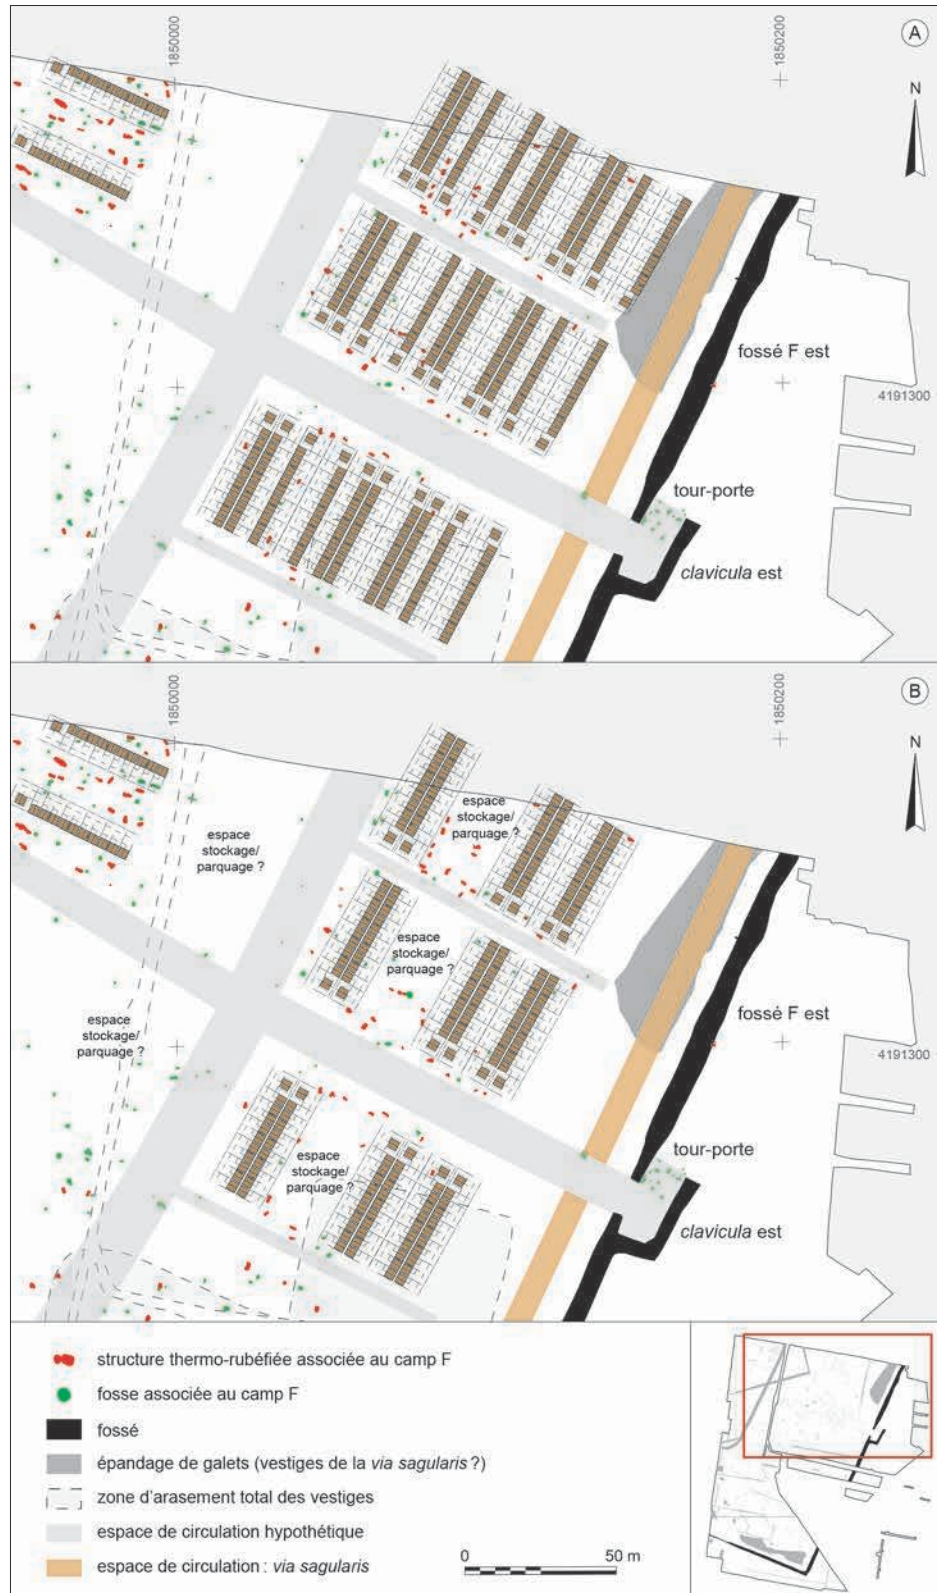 1850000
1850200
A
N
fossé F est
4191300
tour-porte
clavicula est
1850000
1850200
B
N
espace
stockage/
parquage ?
espace
stockage/
parquage ?
espace
stockage/
parquage ?
espace
stockage/
parquage ?
fossé F est
4191300
tour-porte
espace
stockage/
parquage ?
clavicula est
structure thermo-rubéfiée associée au camp F
fosse associée au camp F
fossé
épandage de galets (vestiges de la via sagularis ?)
zone d'arasement total des vestiges
espace de circulation hypothétique
espace de circulation : via sagularis
0 50 m